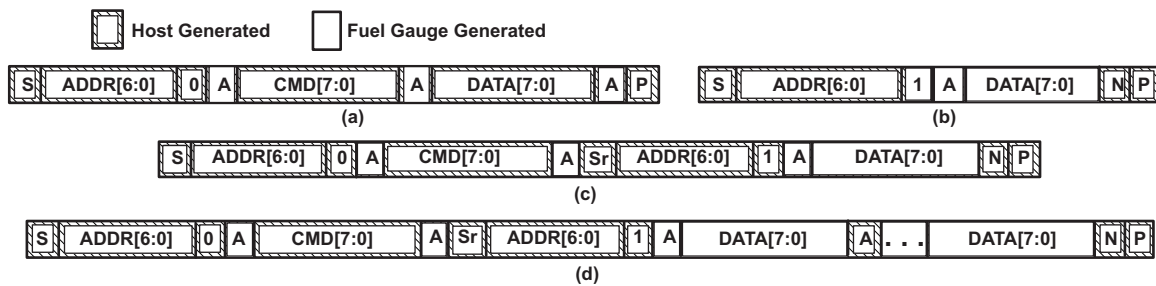 Host Generated Fuel Gauge Generated
S ADDR[6:0] 0 A CMD[7:0] A DATA[7:0] A P S ADDR[6:0] 1 A DATA[7:0] N P
(a) (b)
S ADDR[6:0] 0 A CMD[7:0] A Sr ADDR[6:0] 1 A DATA[7:0] N P
(c)
S ADDR[6:0] 0 A CMD[7:0] A Sr ADDR[6:0] 1 A DATA[7:0] A . . . DATA[7:0] N P
(d)